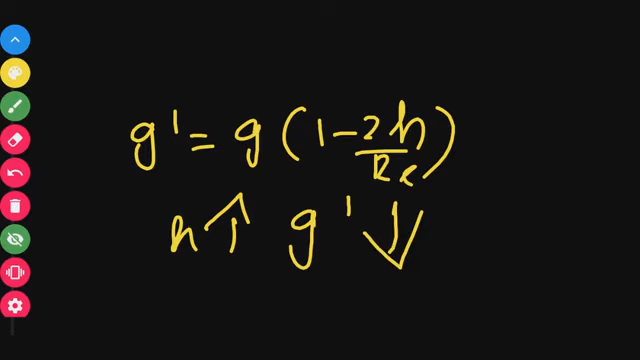 g' = g (1 - 2h/Re)
h ↑ g' ↓